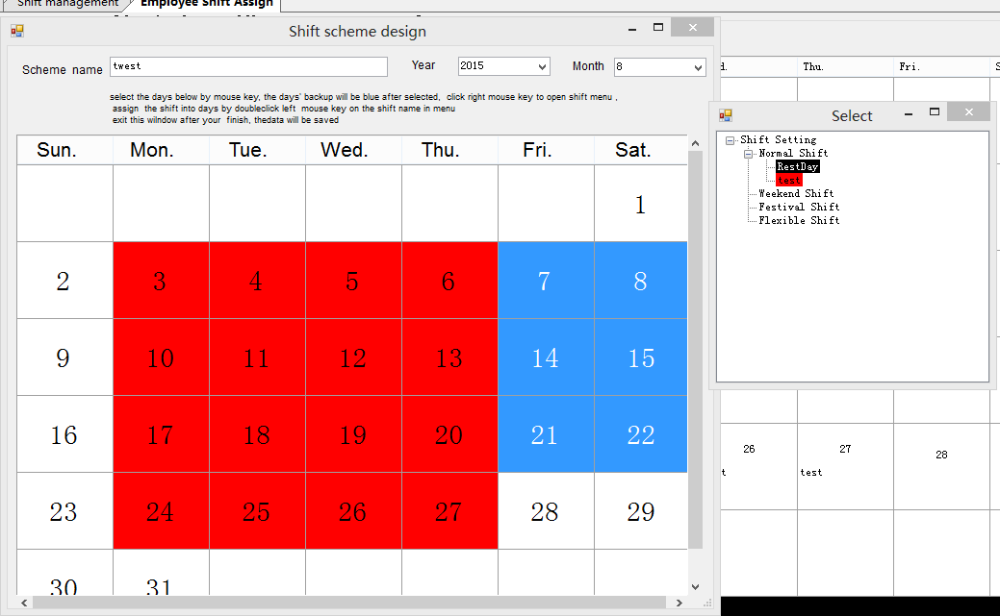 Shift management Employee Shift Assign
Shift scheme design
Scheme name twest Year 2015 Month 8
select the days below by mouse key, the days' backup will be blue after selected, click right mouse key to open shift menu ,
assign the shift into days by doubleclick left mouse key on the shift name in menu
exit this wilndow after your finish, thedata will be saved
Sun. Mon. Tue. Wed. Thu. Fri. Sat.
1
2 3 4 5 6 7 8
9 10 11 12 13 14 15
16 17 18 19 20 21 22
23 24 25 26 27 28 29
30 31
Thu. Fri.
Select
Shift Setting
Normal Shift
RestDay
test
Weekend Shift
Festival Shift
Flexible Shift
26 27 28
test